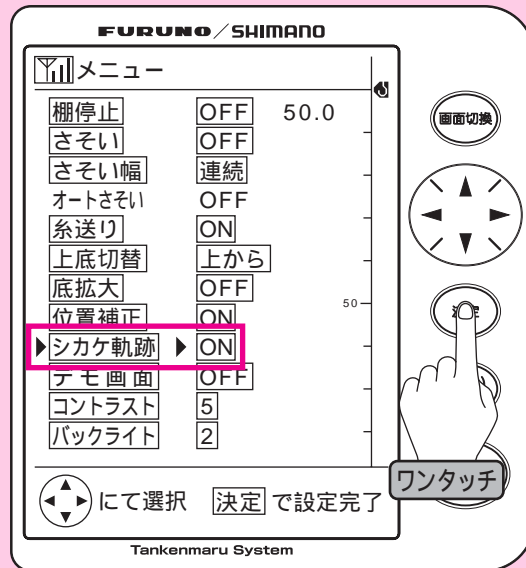 FURUNO/SHIMANO
メニュー
棚停止 OFF 50.0
さそい OFF
さそい幅 連続
オートさそい OFF
糸送り ON
上底切替 上から
底拡大 OFF
50
位置補正 ON
シカケ軌跡 ON
デモ画面 OFF
コントラスト 5
バックライト 2
にて選択 決定 で設定完了
Tankenmaru System
画面切換
ワンタッチ